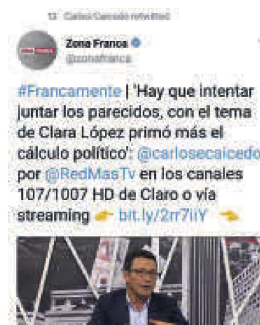 13 Carlos Caicedo retwitteó
Zona Franca
@zonafranca
#Francamente | 'Hay que intentar
juntar los parecidos, con el tema
de Clara López primó más el
cálculo político': @carlosecaicedo
por @RedMasTv en los canales
107/1007 HD de Claro o vía
streaming 👉 bit.ly/2rr7iiY 👈